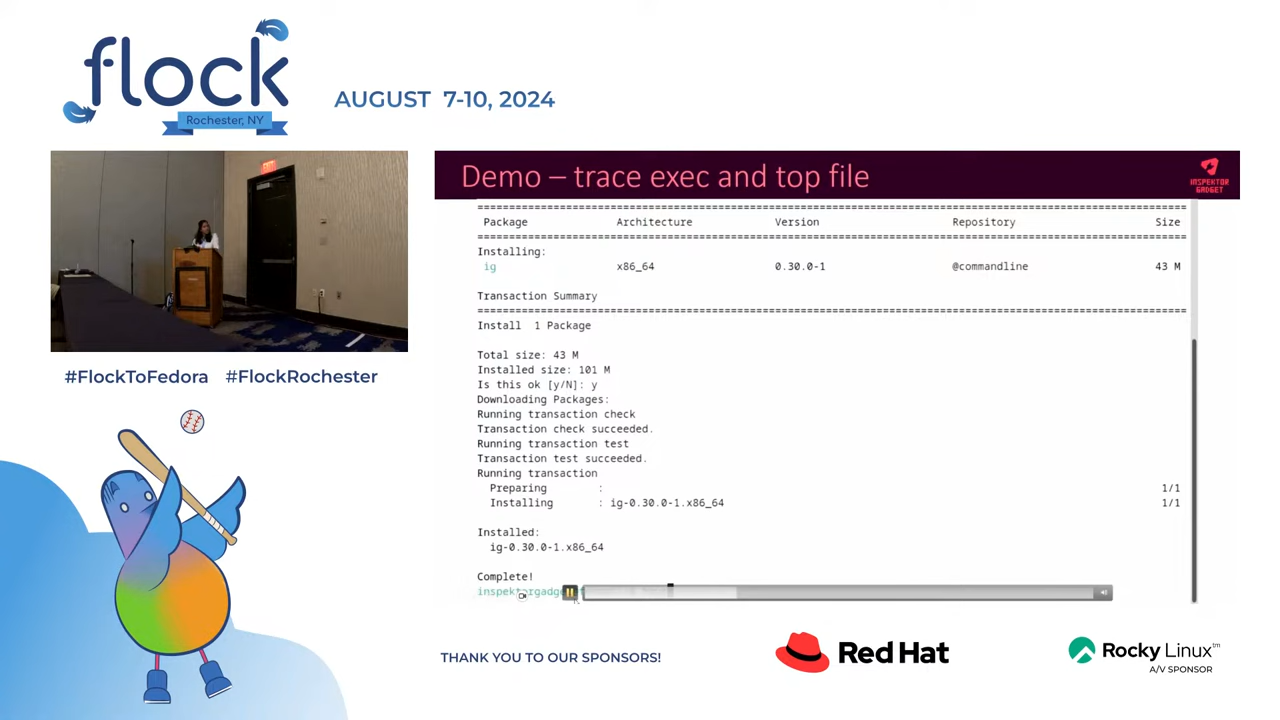 flock
Rochester, NY
AUGUST 7-10, 2024
EXIT
#FlockToFedora #FlockRochester
Demo – trace exec and top file
INSPEKTOR
GADGET
Package Architecture Version Repository Size
Installing:
ig x86_64 0.30.0-1 @commandline 43 M
Transaction Summary
Install 1 Package
Total size: 43 M
Installed size: 101 M
Is this ok [y/N]: y
Downloading Packages:
Running transaction check
Transaction check succeeded.
Running transaction test
Transaction test succeeded.
Running transaction
Preparing : 1/1
Installing : ig-0.30.0-1.x86_64 1/1
Installed:
ig-0.30.0-1.x86_64
Complete!
THANK YOU TO OUR SPONSORS!
Red Hat
Rocky Linux™
A/V SPONSOR